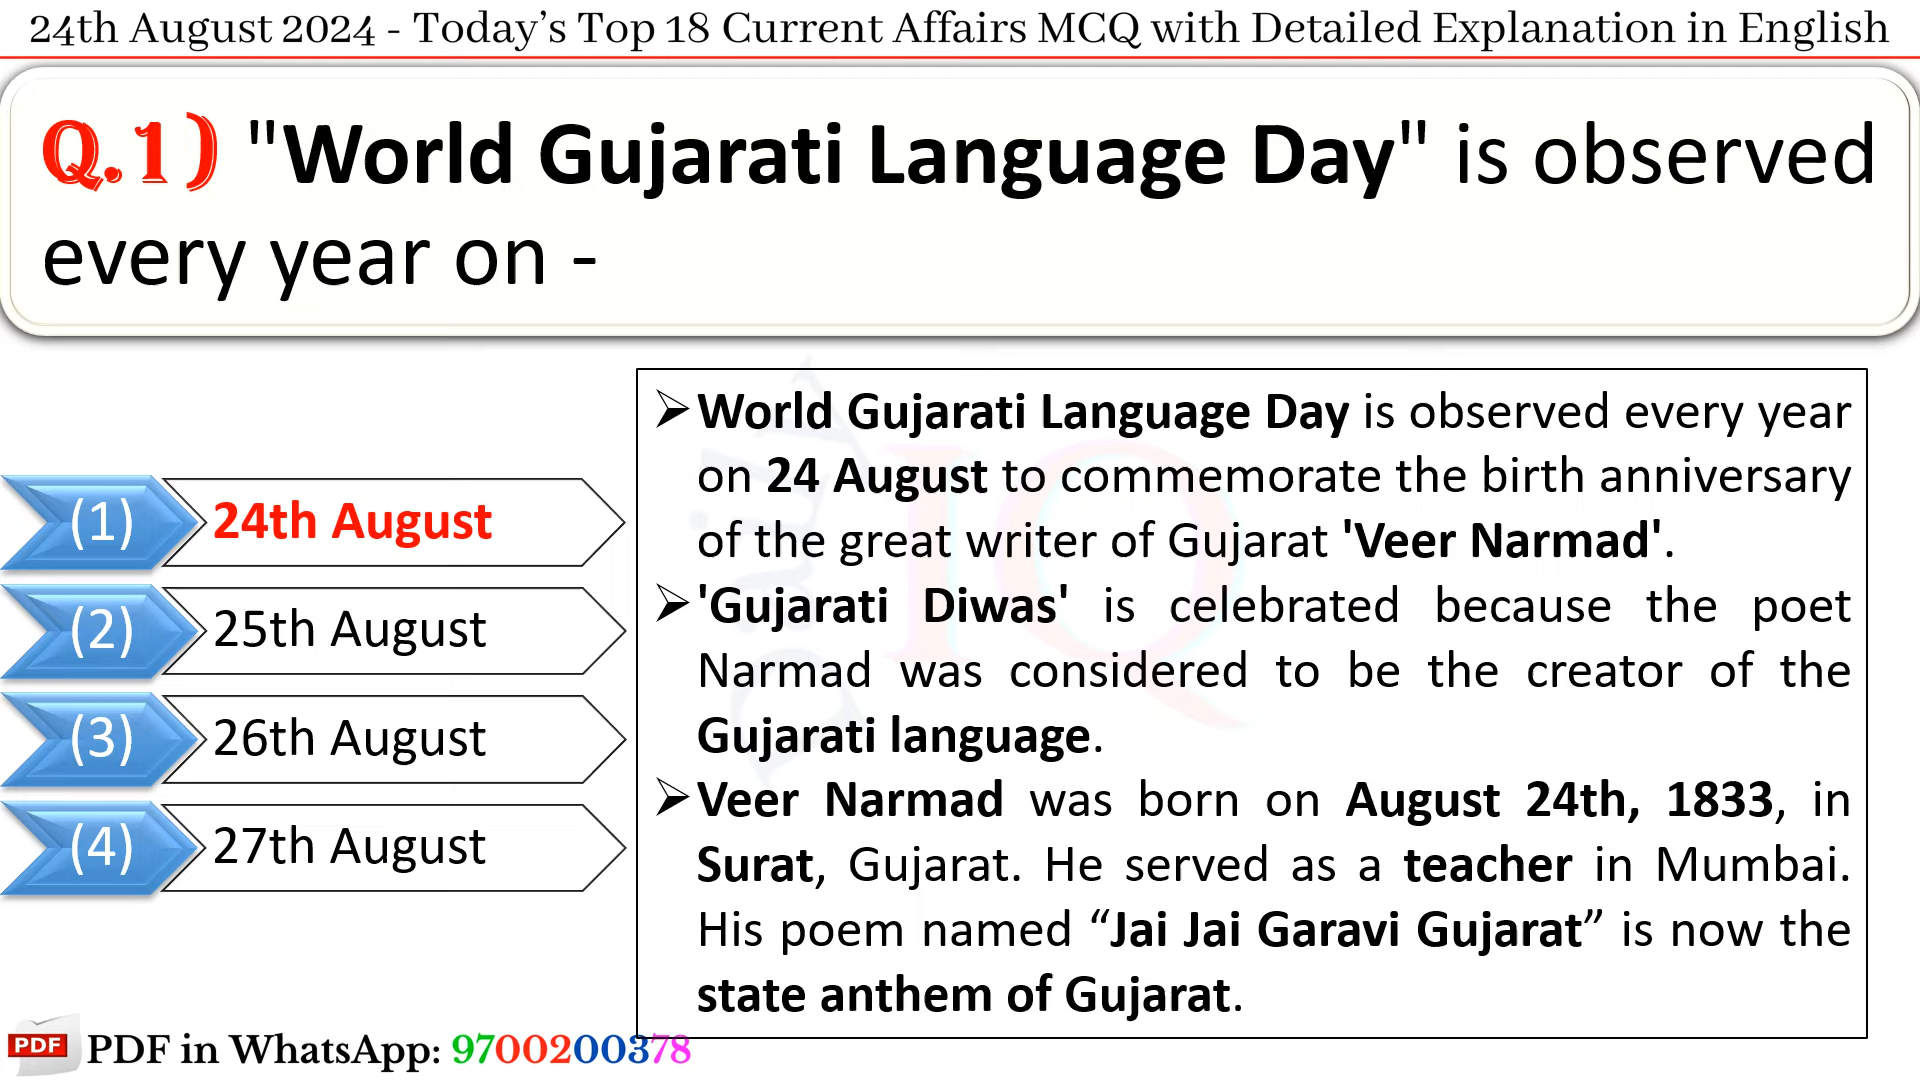 24th August 2024 - Today’s Top 18 Current Affairs MCQ with Detailed Explanation in English
Q.1) "World Gujarati Language Day" is observed
every year on -
(1) 24th August
(2) 25th August
(3) 26th August
(4) 27th August
➢World Gujarati Language Day is observed every year
on 24 August to commemorate the birth anniversary
of the great writer of Gujarat 'Veer Narmad'.
➢'Gujarati Diwas' is celebrated because the poet
Narmad was considered to be the creator of the
Gujarati language.
➢Veer Narmad was born on August 24th, 1833, in
Surat, Gujarat. He served as a teacher in Mumbai.
His poem named “Jai Jai Garavi Gujarat” is now the
state anthem of Gujarat.
Daily IQ
PDF PDF in WhatsApp: 9700200378